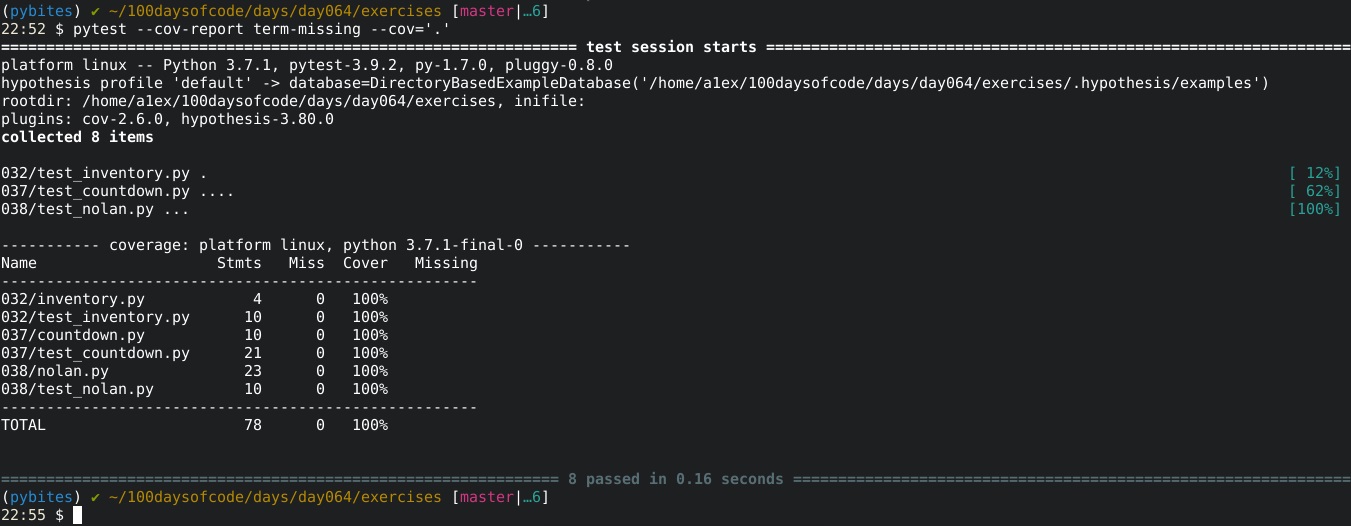 (pybites) ✔ ~/100daysofcode/days/day064/exercises [master|…6]
22:52 $ pytest --cov-report term-missing --cov='.'
============================================================== test session starts ==============================================================
platform linux -- Python 3.7.1, pytest-3.9.2, py-1.7.0, pluggy-0.8.0
hypothesis profile 'default' -> database=DirectoryBasedExampleDatabase('/home/a1ex/100daysofcode/days/day064/exercises/.hypothesis/examples')
rootdir: /home/a1ex/100daysofcode/days/day064/exercises, inifile:
plugins: cov-2.6.0, hypothesis-3.80.0
collected 8 items
032/test_inventory.py . [ 12%]
037/test_countdown.py .... [ 62%]
038/test_nolan.py ... [100%]
----------- coverage: platform linux, python 3.7.1-final-0 -----------
Name Stmts Miss Cover Missing
-----------------------------------------------------
032/inventory.py 4 0 100%
032/test_inventory.py 10 0 100%
037/countdown.py 10 0 100%
037/test_countdown.py 21 0 100%
038/nolan.py 23 0 100%
038/test_nolan.py 10 0 100%
-----------------------------------------------------
TOTAL 78 0 100%
============================================================== 8 passed in 0.16 seconds ==============================================================
(pybites) ✔ ~/100daysofcode/days/day064/exercises [master|…6]
22:55 $